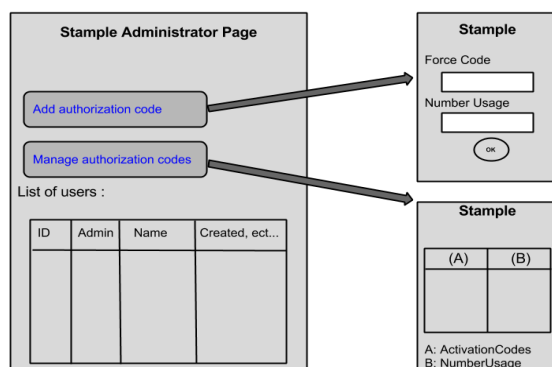 Stample Administrator Page
Add authorization code
Manage authorization codes
List of users :
ID Admin Name Created, ect...
Stample
Force Code
Number Usage
OK
Stample
(A) (B)
A: ActivationCodes
B: NumberUsage